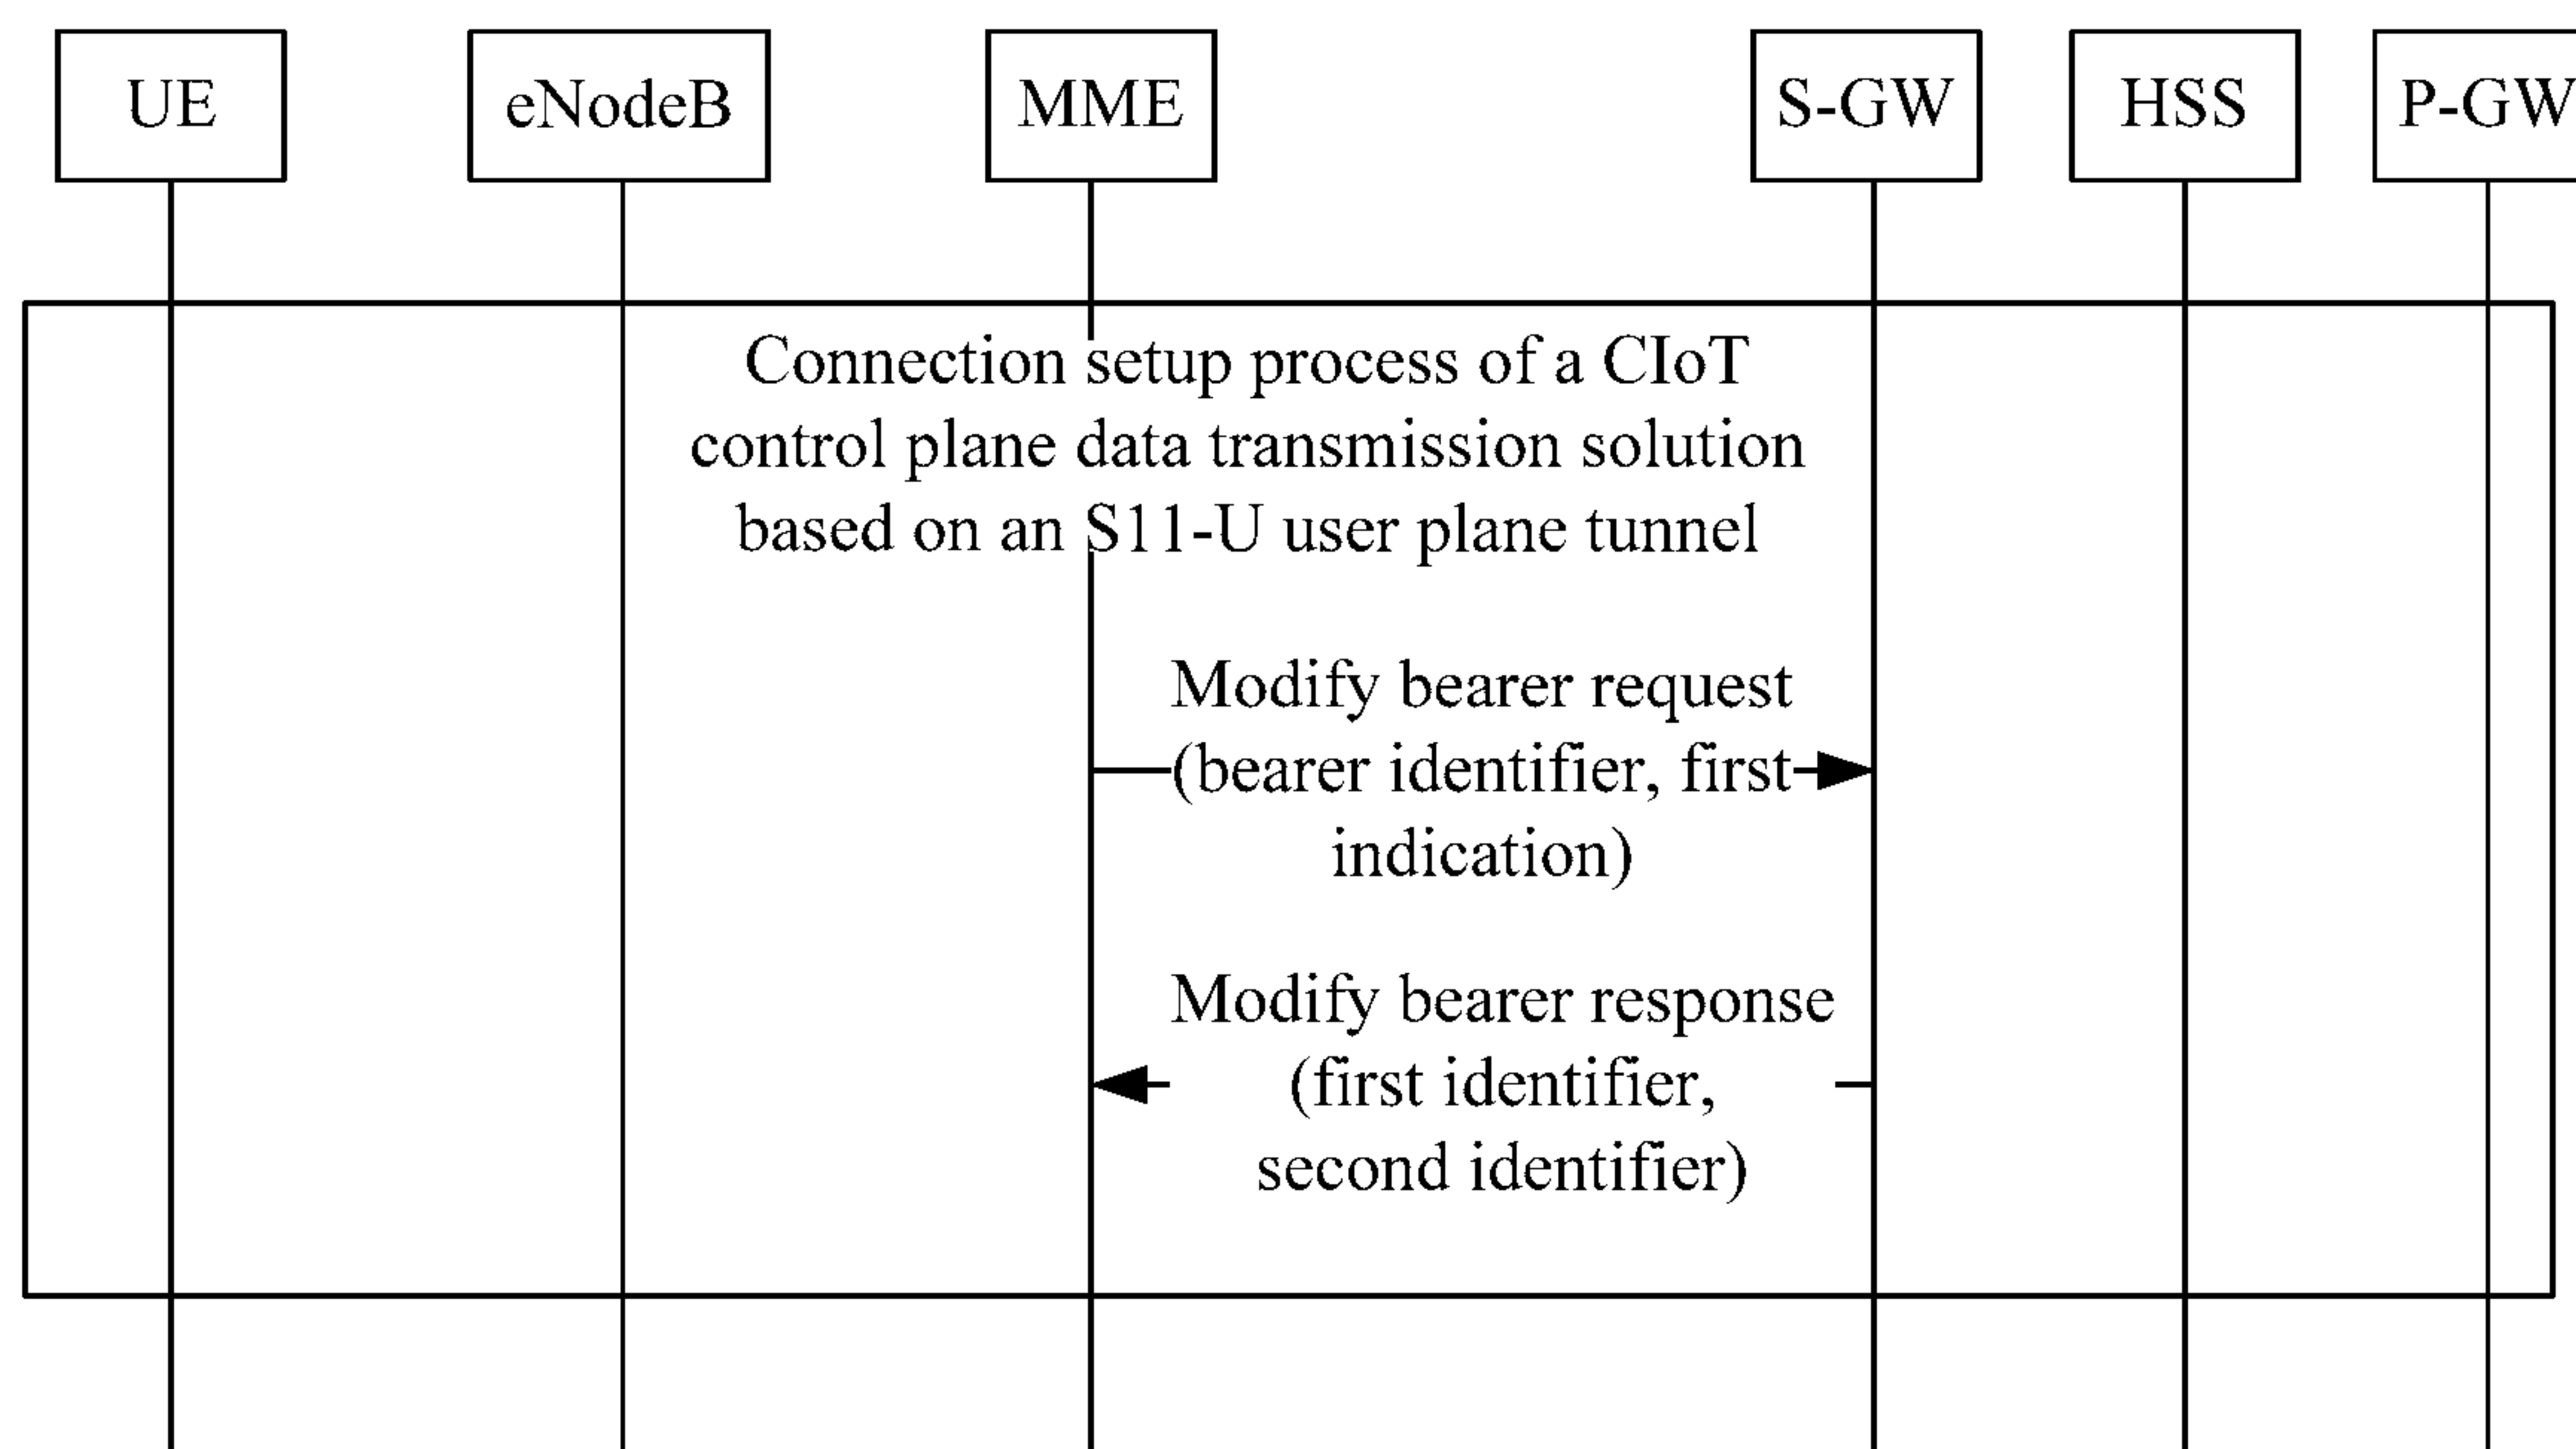 UE
eNodeB
MME
S-GW
HSS
P-GW
Connection setup process of a CIoT
control plane data transmission solution
based on an S11-U user plane tunnel
Modify bearer request
(bearer identifier, first
indication)
Modify bearer response
(first identifier,
second identifier)